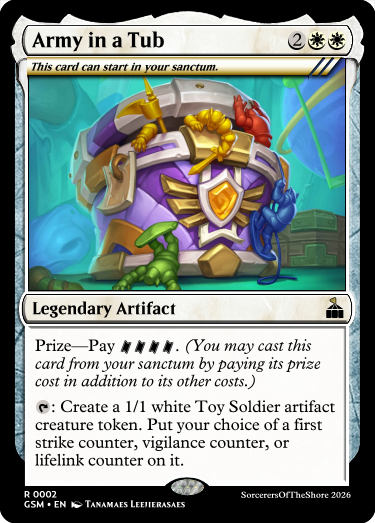 Army in a Tub 2
This card can start in your sanctum.
Legendary Artifact
Prize—Pay . (You may cast this
card from your sanctum by paying its prize
cost in addition to its other costs.)
: Create a 1/1 white Toy Soldier artifact
creature token. Put your choice of a first
strike counter, vigilance counter, or
lifelink counter on it.
R 0002
GSM • EN Tanamaes Leeherasaes
SorcerersOfTheShore 2026